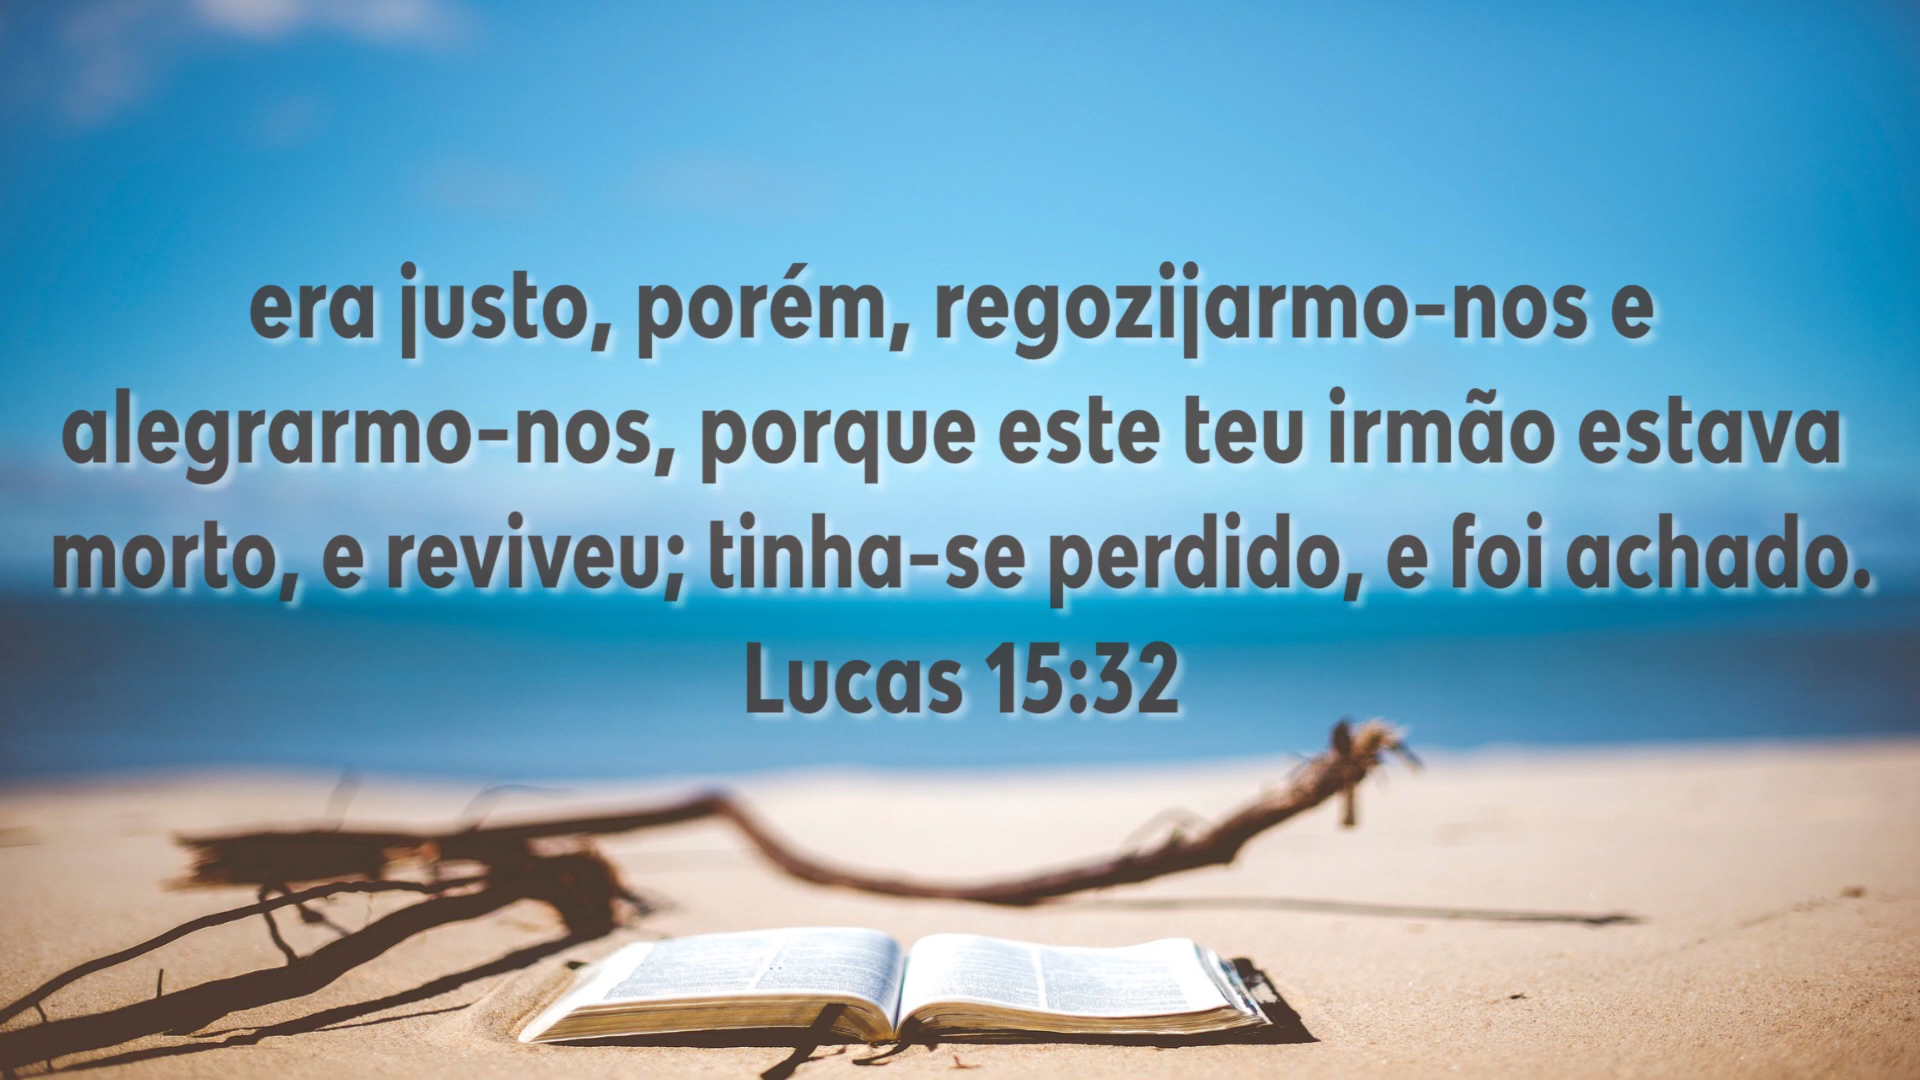 era justo, porém, regozijarmo-nos e
alegrarmo-nos, porque este teu irmão estava
morto, e reviveu; tinha-se perdido, e foi achado.
Lucas 15:32